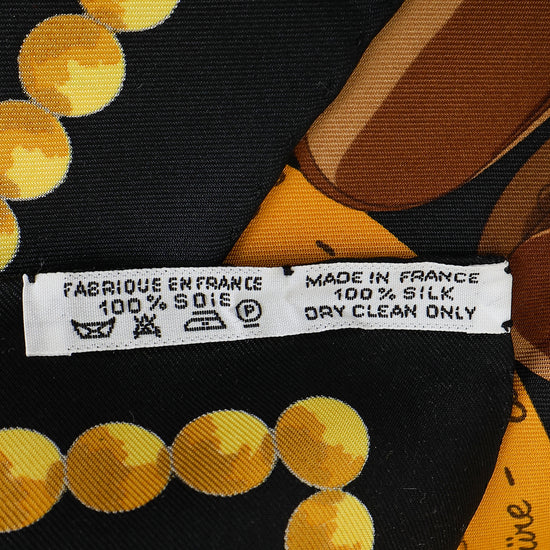 FABRIQUE EN FRANCE
100% SOIE
P
MADE IN FRANCE
100% SILK
DRY CLEAN ONLY